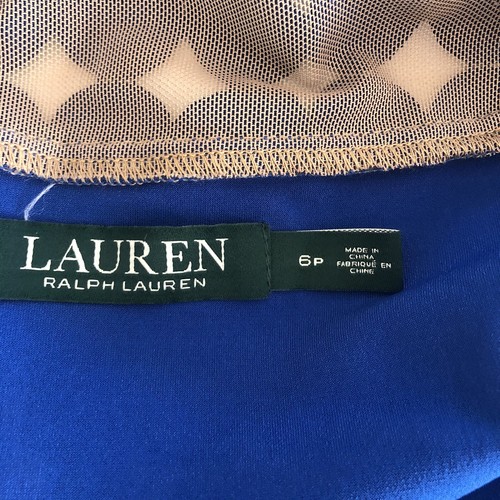 LAUREN
RALPH LAUREN
6P
MADE IN
CHINA
FABRIQUÉ EN
CHINE